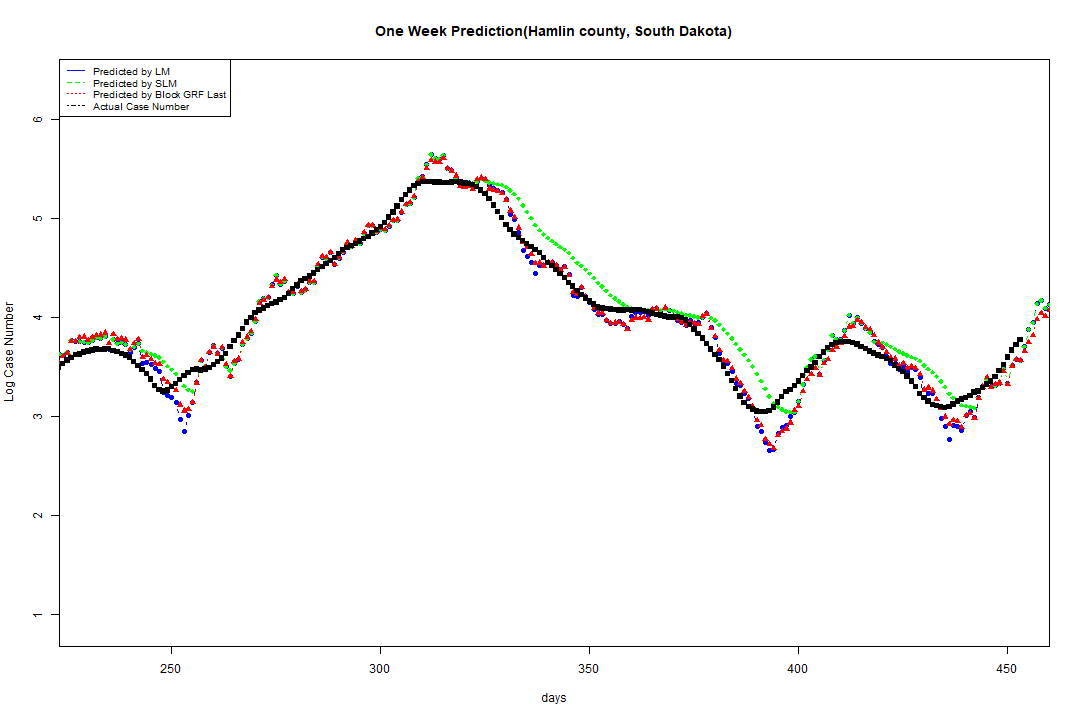 One Week Prediction(Hamlin county, South Dakota)
Predicted by LM
Predicted by SLM
Predicted by Block GRF Last
Actual Case Number
6
5
4
3
2
1
Log Case Number
250 300 350 400 450
days